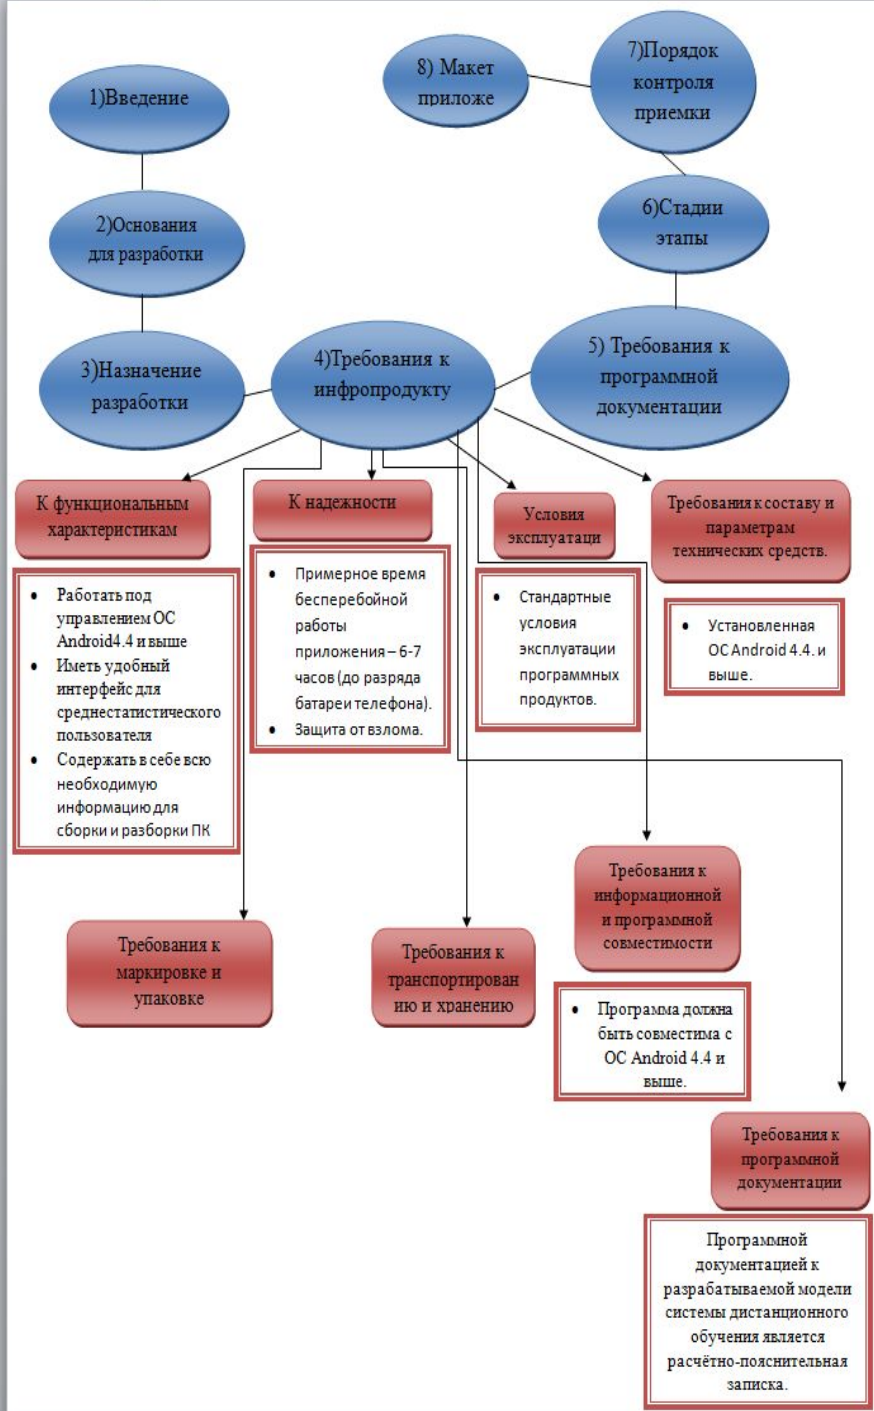 1)Введение
2)Основания
для разработки
3)Назначение
разработки
4)Требования к
инфропродукту
5) Требования к
программной
документации
6)Стадии
этапы
7)Порядок
контроля
приемки
8) Макет
приложе
К функциональным
характеристикам
Работать под
управлением ОС
Android4.4 и выше
Иметь удобный
интерфейс для
среднестатистического
пользователя
Содержать в себе всю
необходимую
информацию для
сборки и разборки ПК
К надежности
Примерное время
бесперебойной
работы
приложения – 6-7
часов (до разряда
батареи телефона).
Защита от взлома.
Условия
эксплуатаци
Стандартные
условия
эксплуатации
программных
продуктов.
Требования к составу и
параметрам
технических средств.
Установленная
ОС Android 4.4. и
выше.
Требования к
маркировке и
упаковке
Требования к
транспортирован
ию и хранению
Требования к
информационной
и программной
совместимости
Программа должна
быть совместима с
ОС Android 4.4 и
выше.
Требования к
программной
документации
Программной
документацией к
разрабатываемой модели
системы дистанционного
обучения является
расчётно-пояснительная
записка.